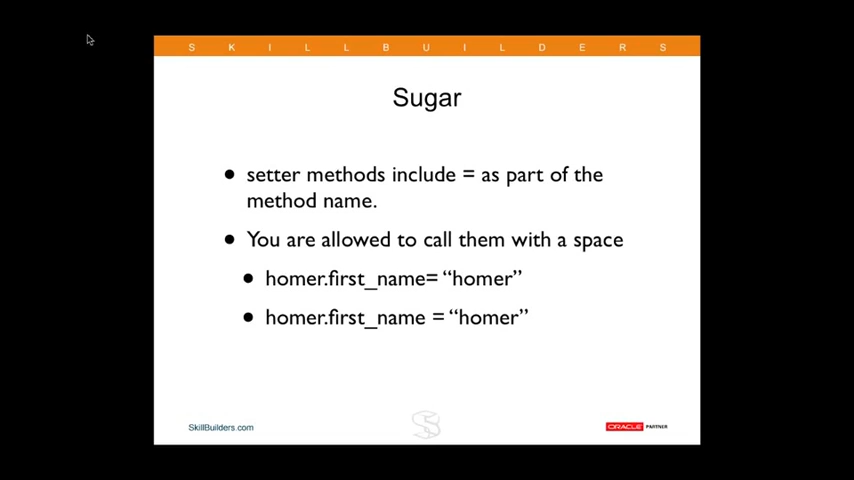 SKILLBUILDERS
Sugar
• setter methods include = as part of the
method name.
• You are allowed to call them with a space
• homer.first_name= “homer”
• homer.first_name = “homer”
SkillBuilders.com
S
ORACLE PARTNER